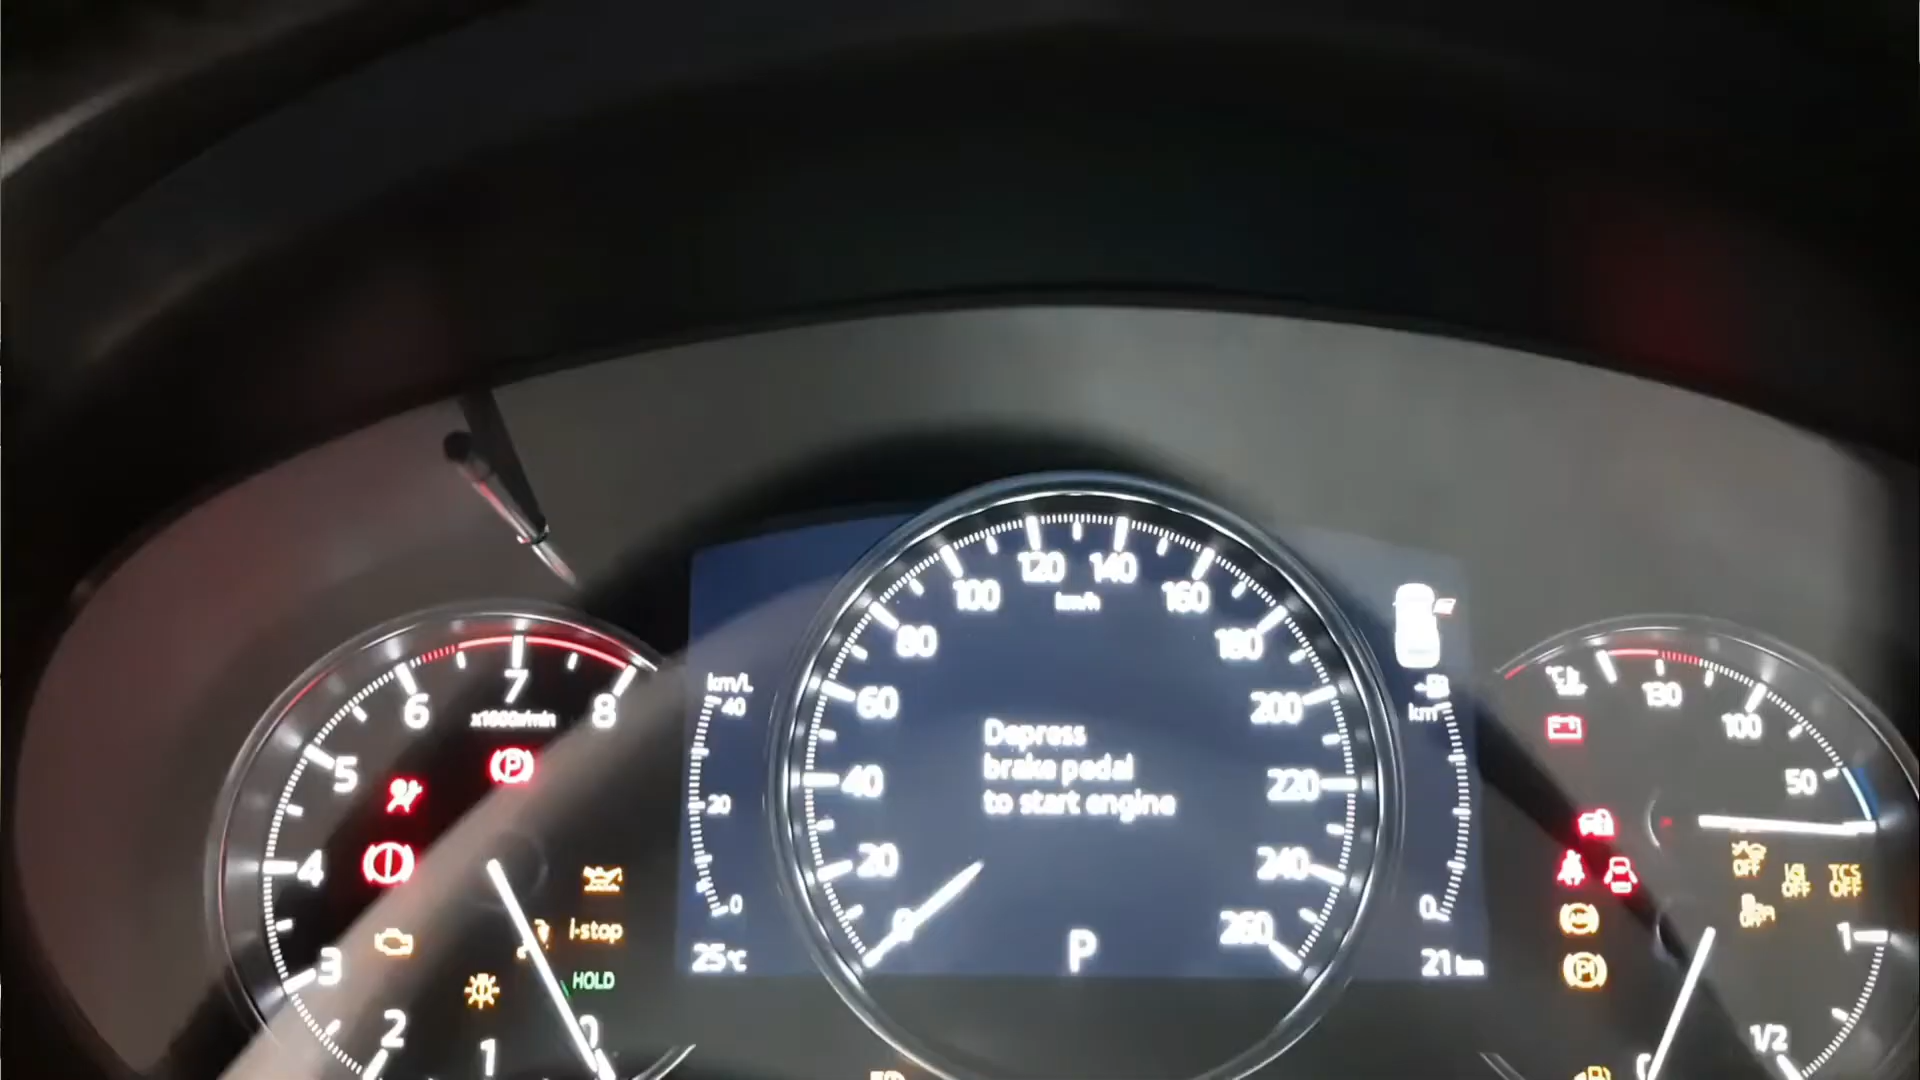 120 140
100 160
km/h
80 180
60 200
40 220
20 240
0 260
Depress
brake pedal
to start engine
P
km/L
40
20
0
25°C
km
0
21 km
7
6 8
x1000r/min
5
4
3
2
1
0
i-stop
HOLD
130
100
50
OFF
OFF
TCS
OFF
1
1/2